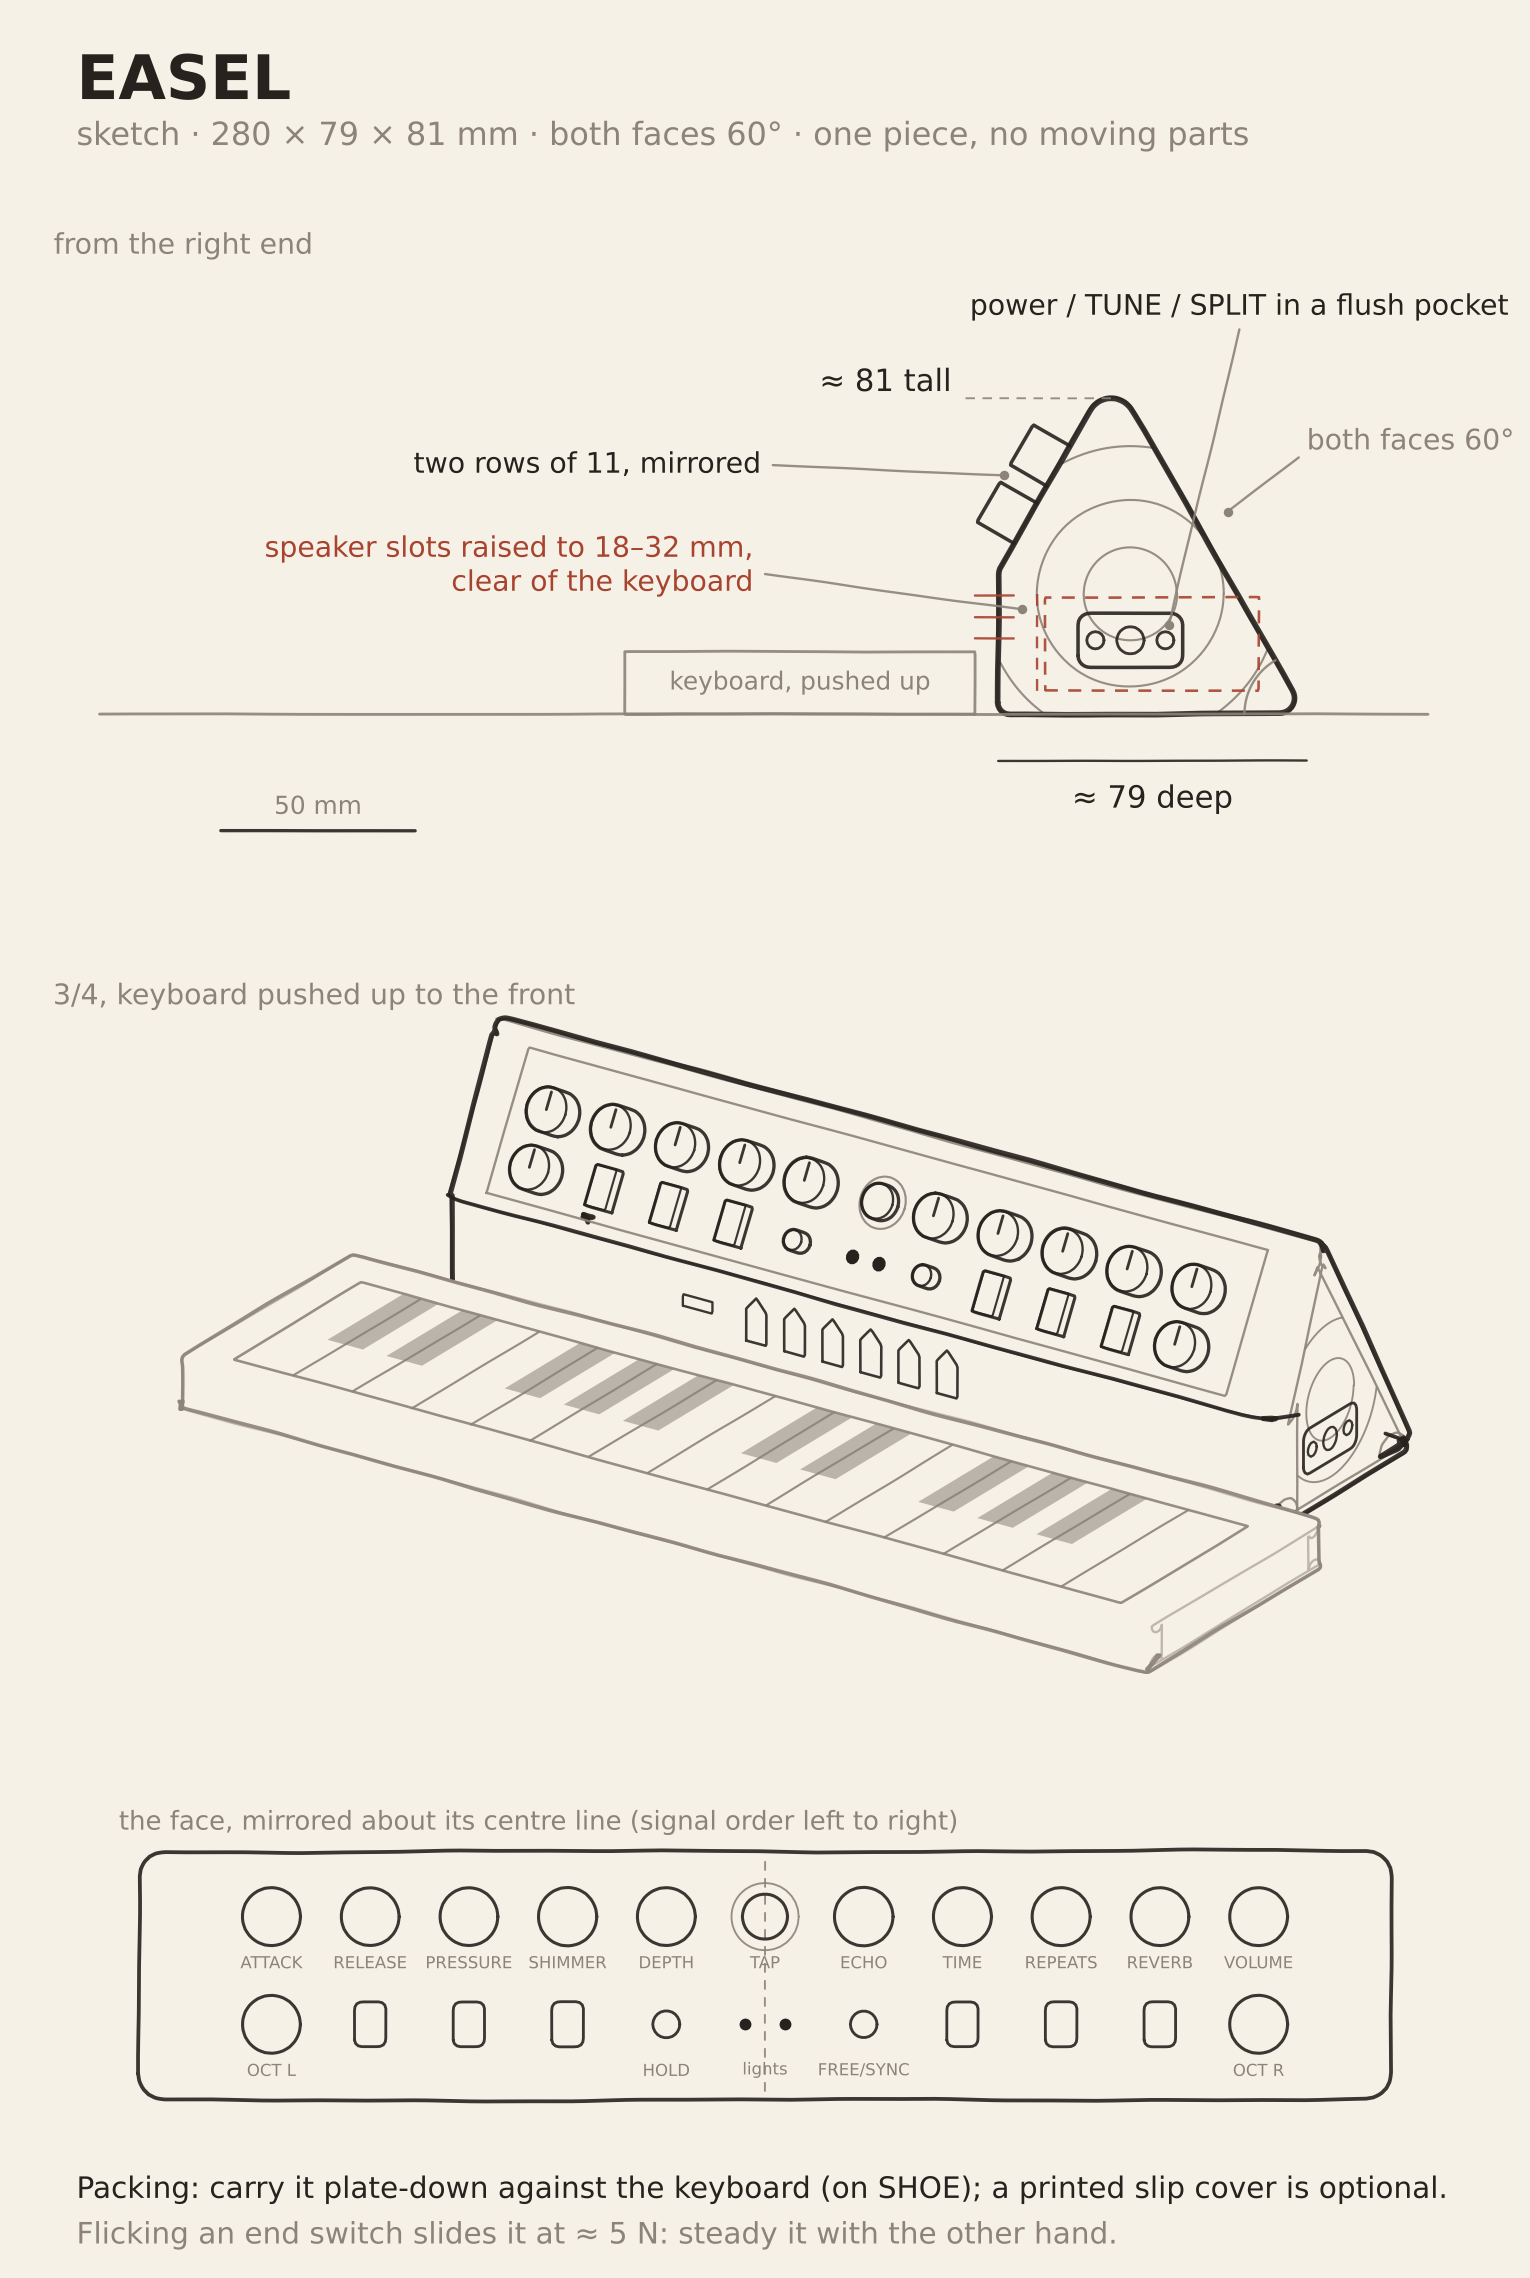 EASEL
sketch · 280 × 79 × 81 mm · both faces 60° · one piece, no moving parts
from the right end
power / TUNE / SPLIT in a flush pocket
≈ 81 tall
both faces 60°
two rows of 11, mirrored
speaker slots raised to 18–32 mm,
clear of the keyboard
keyboard, pushed up
≈ 79 deep
50 mm
3/4, keyboard pushed up to the front
the face, mirrored about its centre line (signal order left to right)
ATTACK RELEASE PRESSURE SHIMMER DEPTH TAP ECHO TIME REPEATS REVERB VOLUME
OCT L HOLD lights FREE/SYNC OCT R
Packing: carry it plate-down against the keyboard (on SHOE); a printed slip cover is optional.
Flicking an end switch slides it at ≈ 5 N: steady it with the other hand.